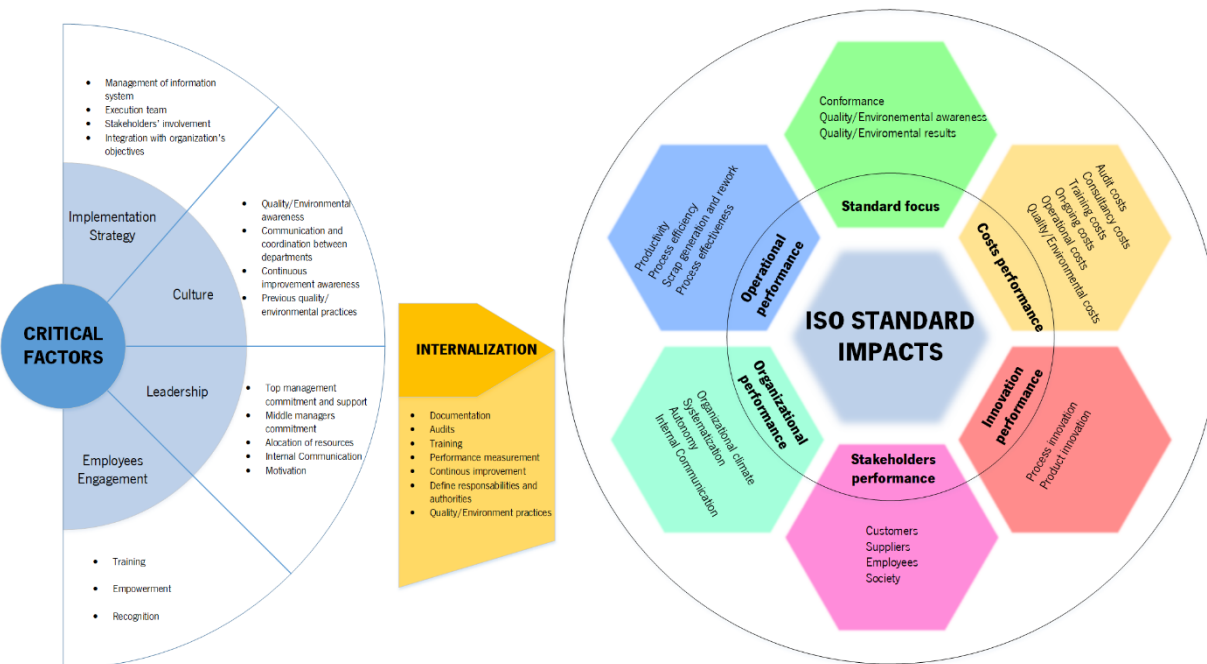 CRITICAL
FACTORS
Implementation
Strategy
• Management of information
system
• Execution team
• Stakeholders' involvement
• Integration with organization's
objectives
Culture
• Quality/Environmental
awareness
• Communication and
coordination between
departments
• Continuous
improvement awareness
• Previous quality/
environmental practices
Leadership
• Top management
commitment and support
• Middle managers
commitment
• Alocation of resources
• Internal Communication
• Motivation
Employees
Engagement
• Training
• Empowerment
• Recognition
INTERNALIZATION
• Documentation
• Audits
• Training
• Performance measurement
• Continous improvement
• Define responsabilities and
authorities
• Quality/Environment practices
ISO STANDARD
IMPACTS
Conformance
Quality/Environemental awareness
Quality/Enviromental results
Standard focus
Audit costs
Consultancy costs
Training costs
On-going costs
Operational costs
Quality/Environmental costs
Costs performance
Innovation
performance
Process innovation
Product innovation
Stakeholders
performance
Customers
Suppliers
Employees
Society
Organizational
performance
Organizational climate
Systematization
Autonomy
Internal Communication
Productivity
Process efficiency
Scrap generation and rework
Process effectiveness
Operational
performance